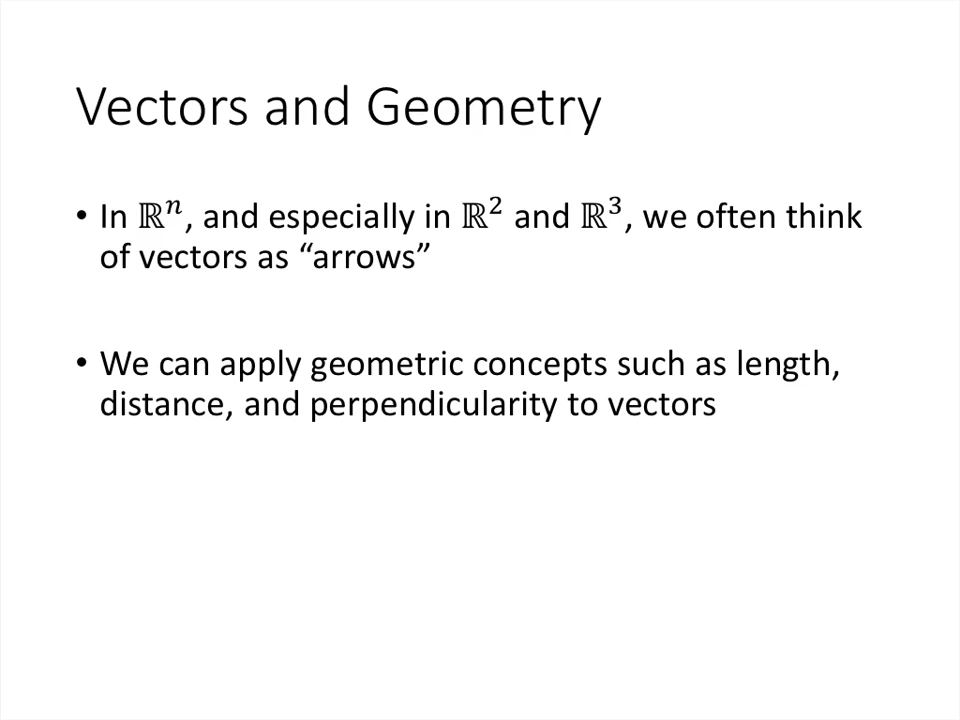 Vectors and Geometry
• In ℝⁿ, and especially in ℝ² and ℝ³, we often think
of vectors as “arrows”
• We can apply geometric concepts such as length,
distance, and perpendicularity to vectors